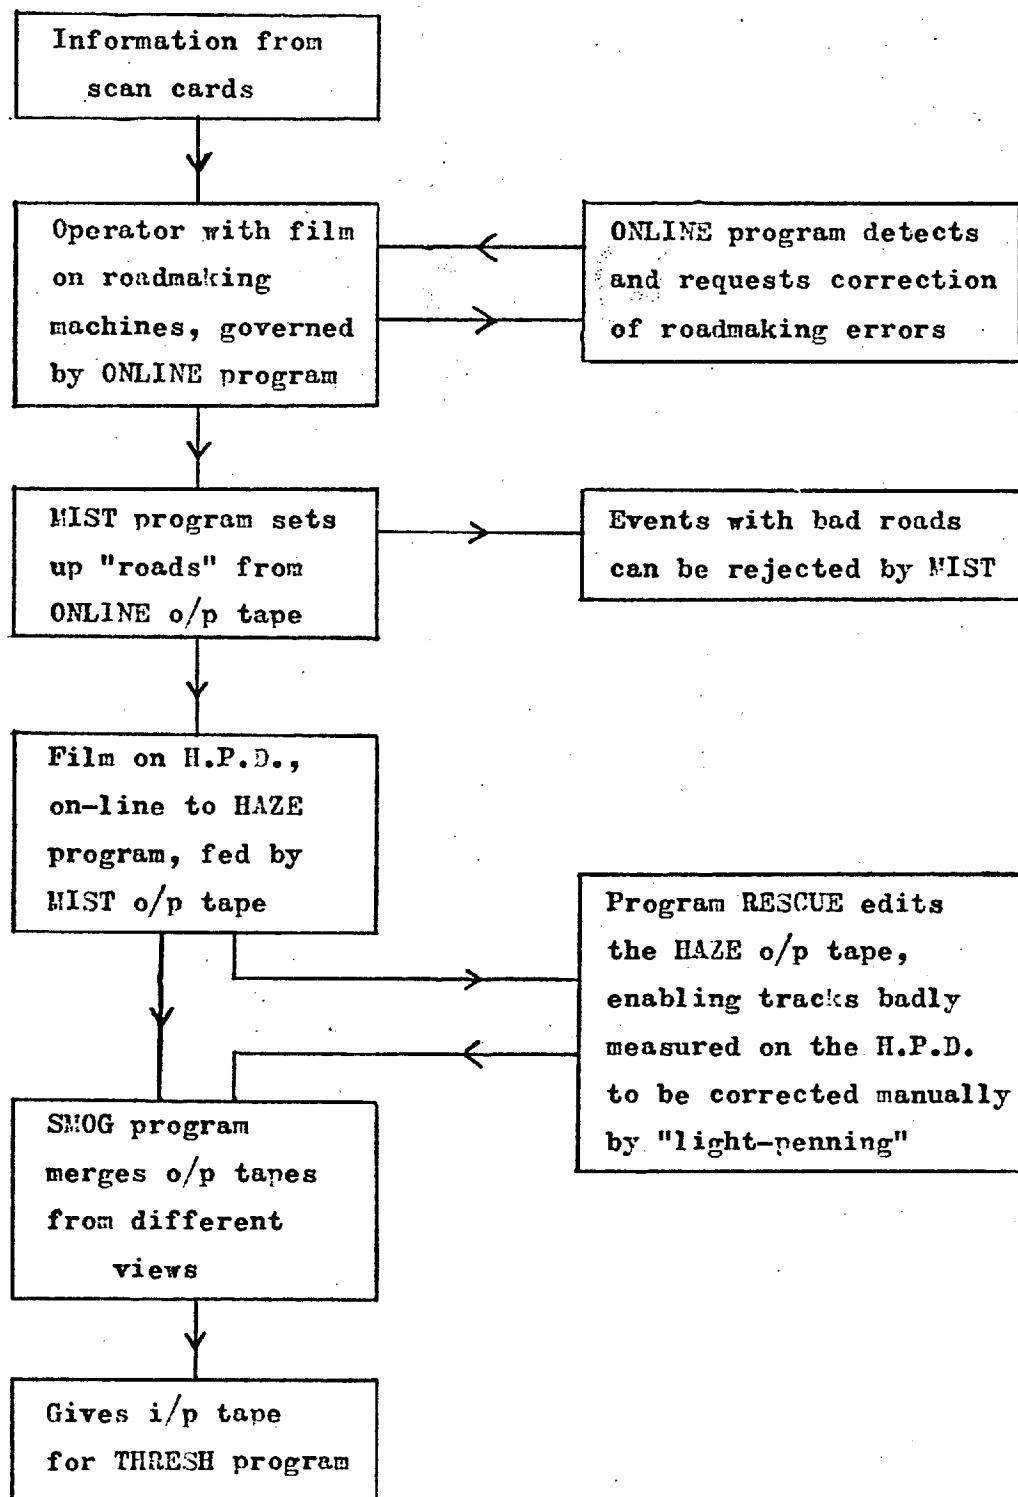 Information from
scan cards
Operator with film
on roadmaking
machines, governed
by ONLINE program
ONLINE program detects
and requests correction
of roadmaking errors
MIST program sets
up "roads" from
ONLINE o/p tape
Events with bad roads
can be rejected by MIST
Film on H.P.D.,
on-line to HAZE
program, fed by
MIST o/p tape
Program RESCUE edits
the HAZE o/p tape,
enabling tracks badly
measured on the H.P.D.
to be corrected manually
by "light-penning"
SMOG program
merges o/p tapes
from different
views
Gives i/p tape
for THRESH program